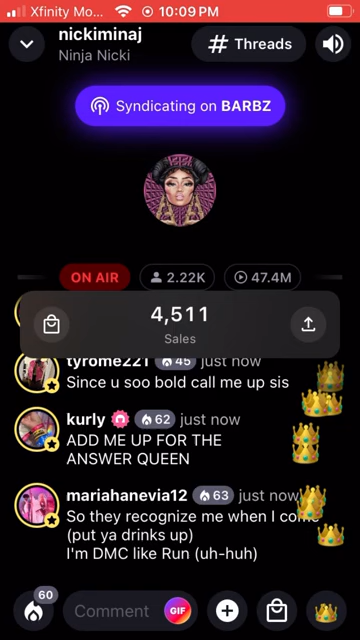 Xfinity Mo... 10:09 PM
nickiminaj
Ninja Nicki
# Threads
Syndicating on BARBZ
ON AIR 2.22K 47.4M
4,511
Sales
tyrome221 45 just now
Since u soo bold call me up sis
kurly 62 just now
ADD ME UP FOR THE
ANSWER QUEEN
mariahanevia12 63 just now
So they recognize me when I come
(put ya drinks up)
I'm DMC like Run (uh-huh)
60
Comment GIF